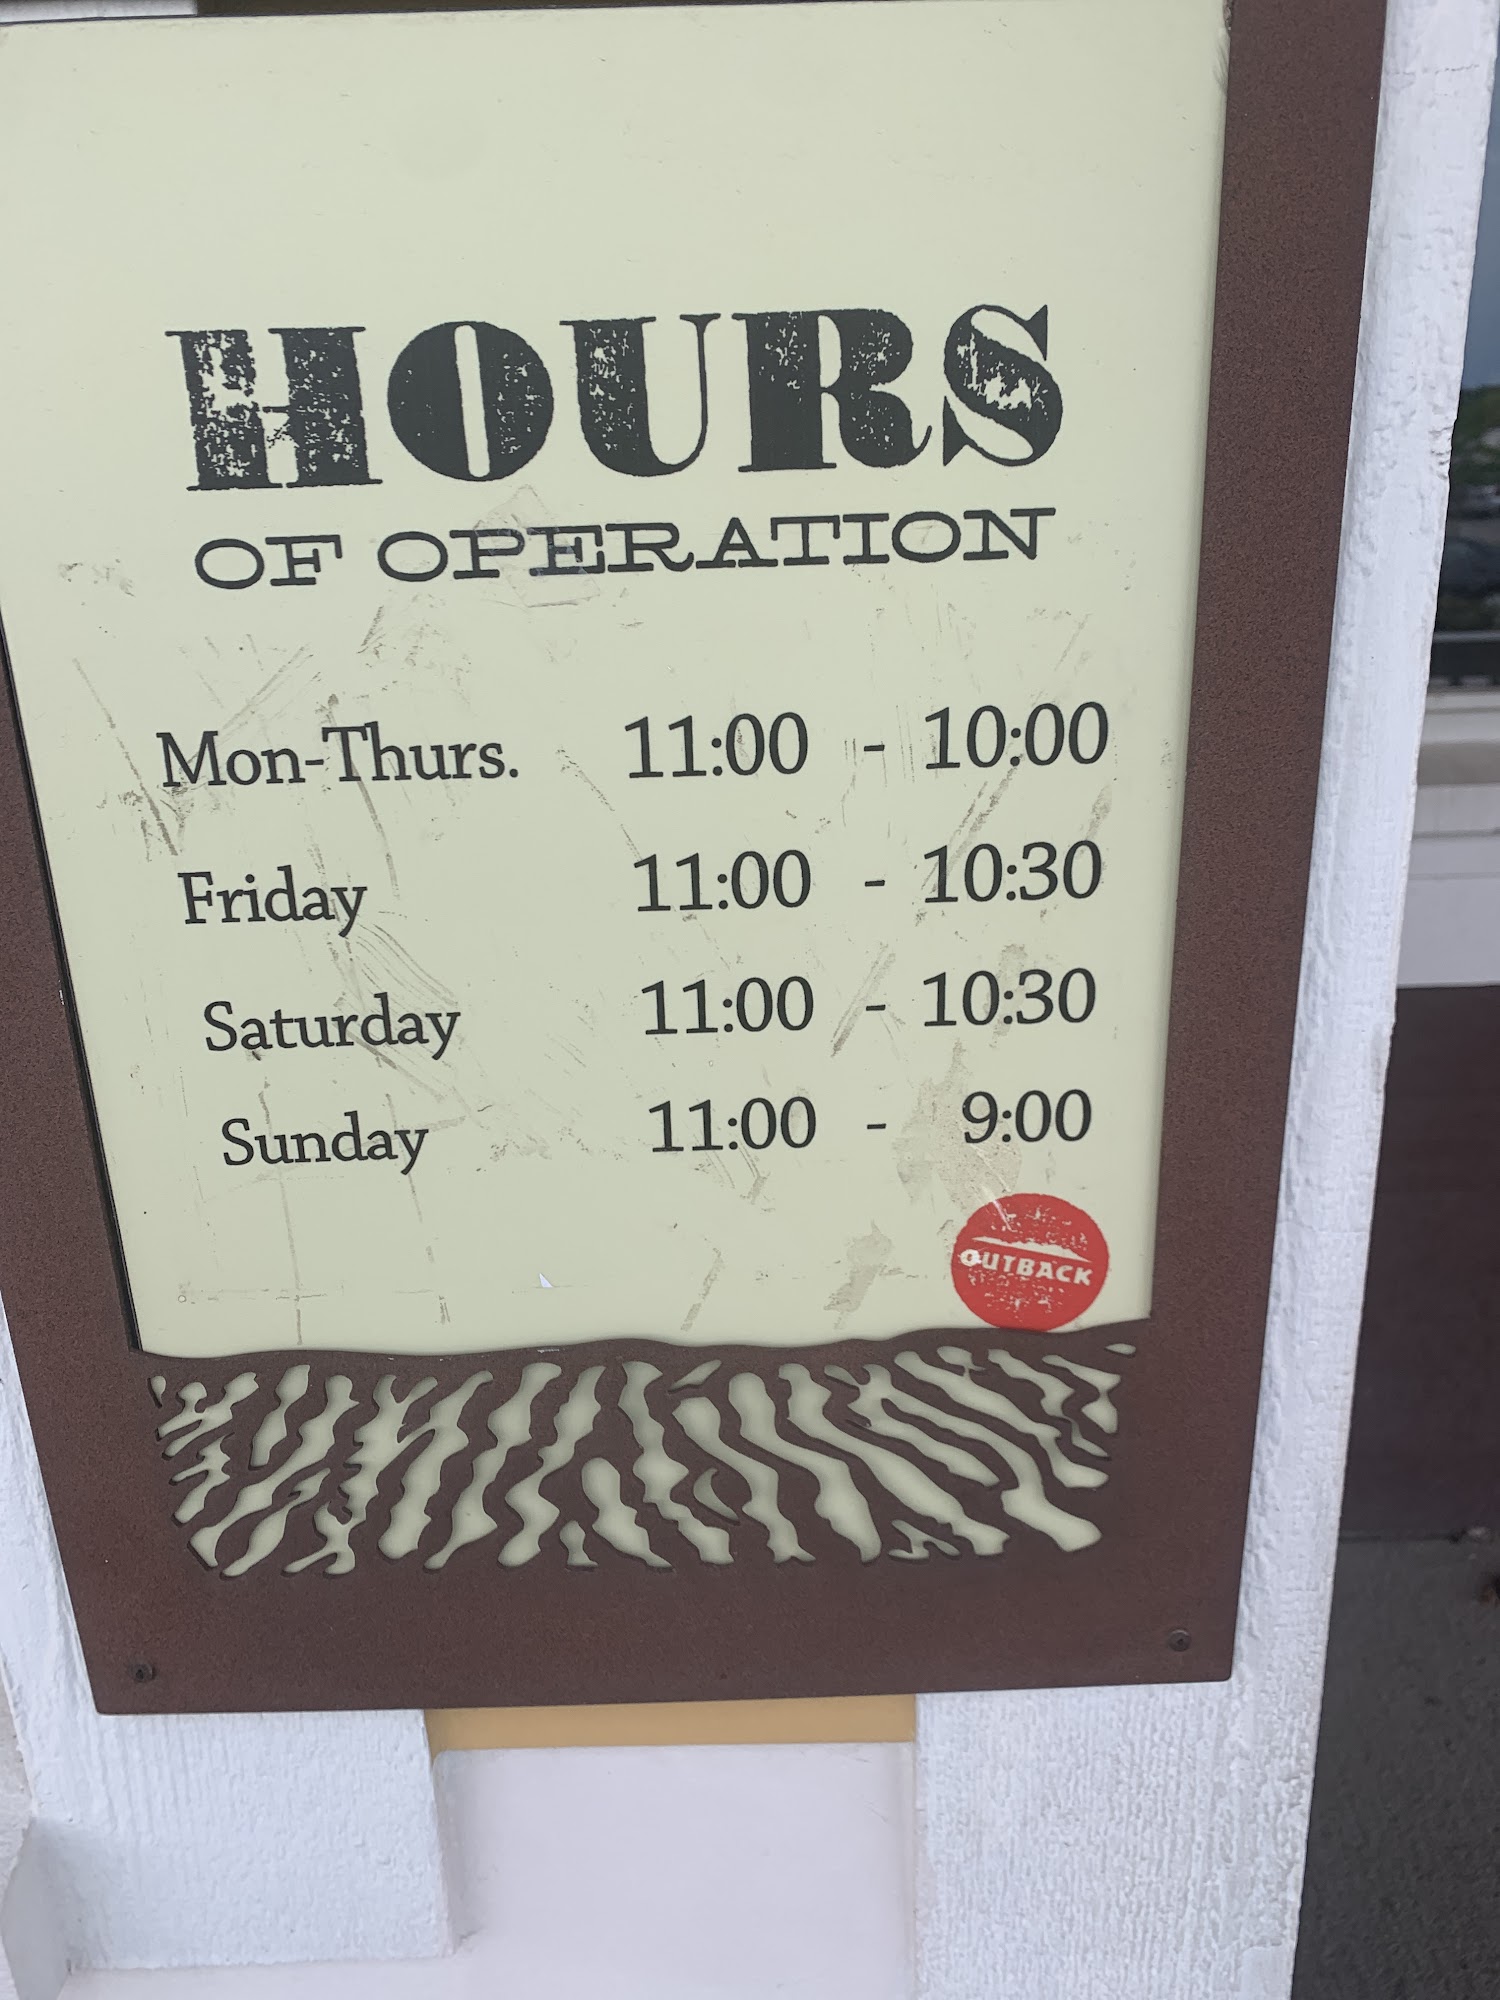 HOURS
OF OPERATION
Mon-Thurs. 11:00 - 10:00
Friday 11:00 - 10:30
Saturday 11:00 - 10:30
Sunday 11:00 - 9:00
OUTBACK